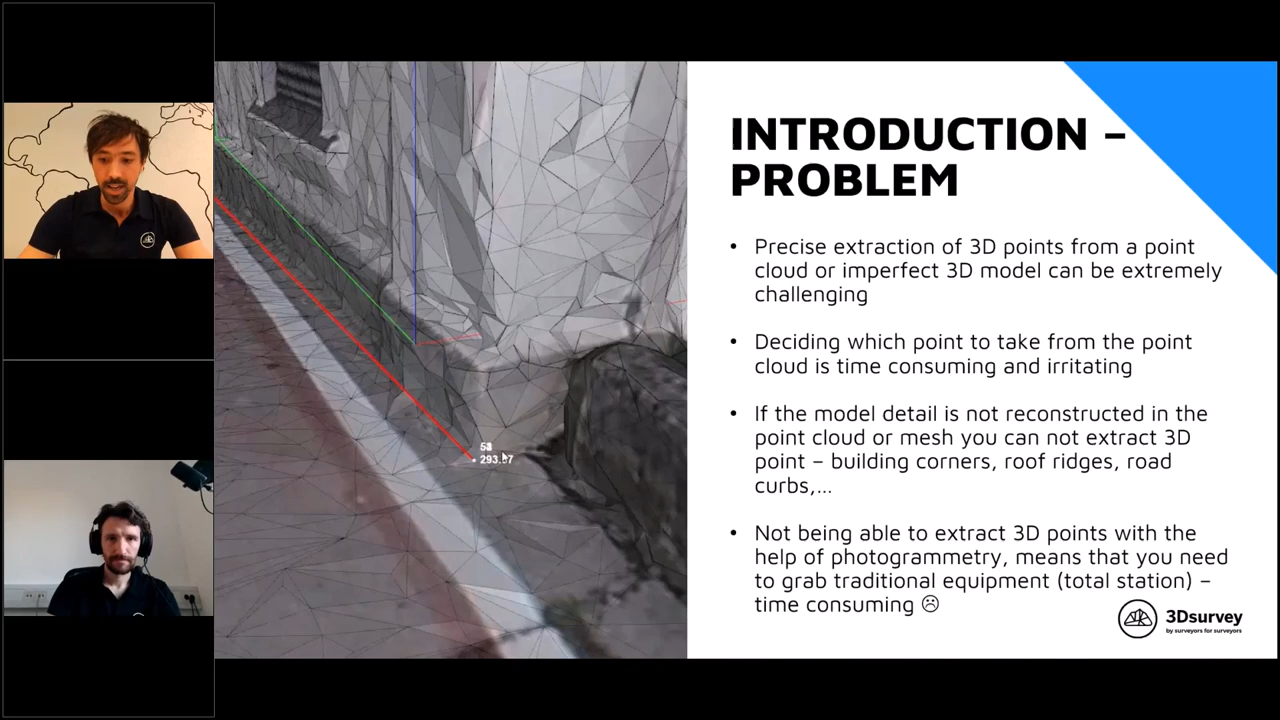 INTRODUCTION –
PROBLEM
• Precise extraction of 3D points from a point
cloud or imperfect 3D model can be extremely
challenging
• Deciding which point to take from the point
cloud is time consuming and irritating
• If the model detail is not reconstructed in the
point cloud or mesh you can not extract 3D
point – building corners, roof ridges, road
curbs,...
• Not being able to extract 3D points with the
help of photogrammetry, means that you need
to grab traditional equipment (total station) –
time consuming ☹
3Dsurvey
by surveyors for surveyors